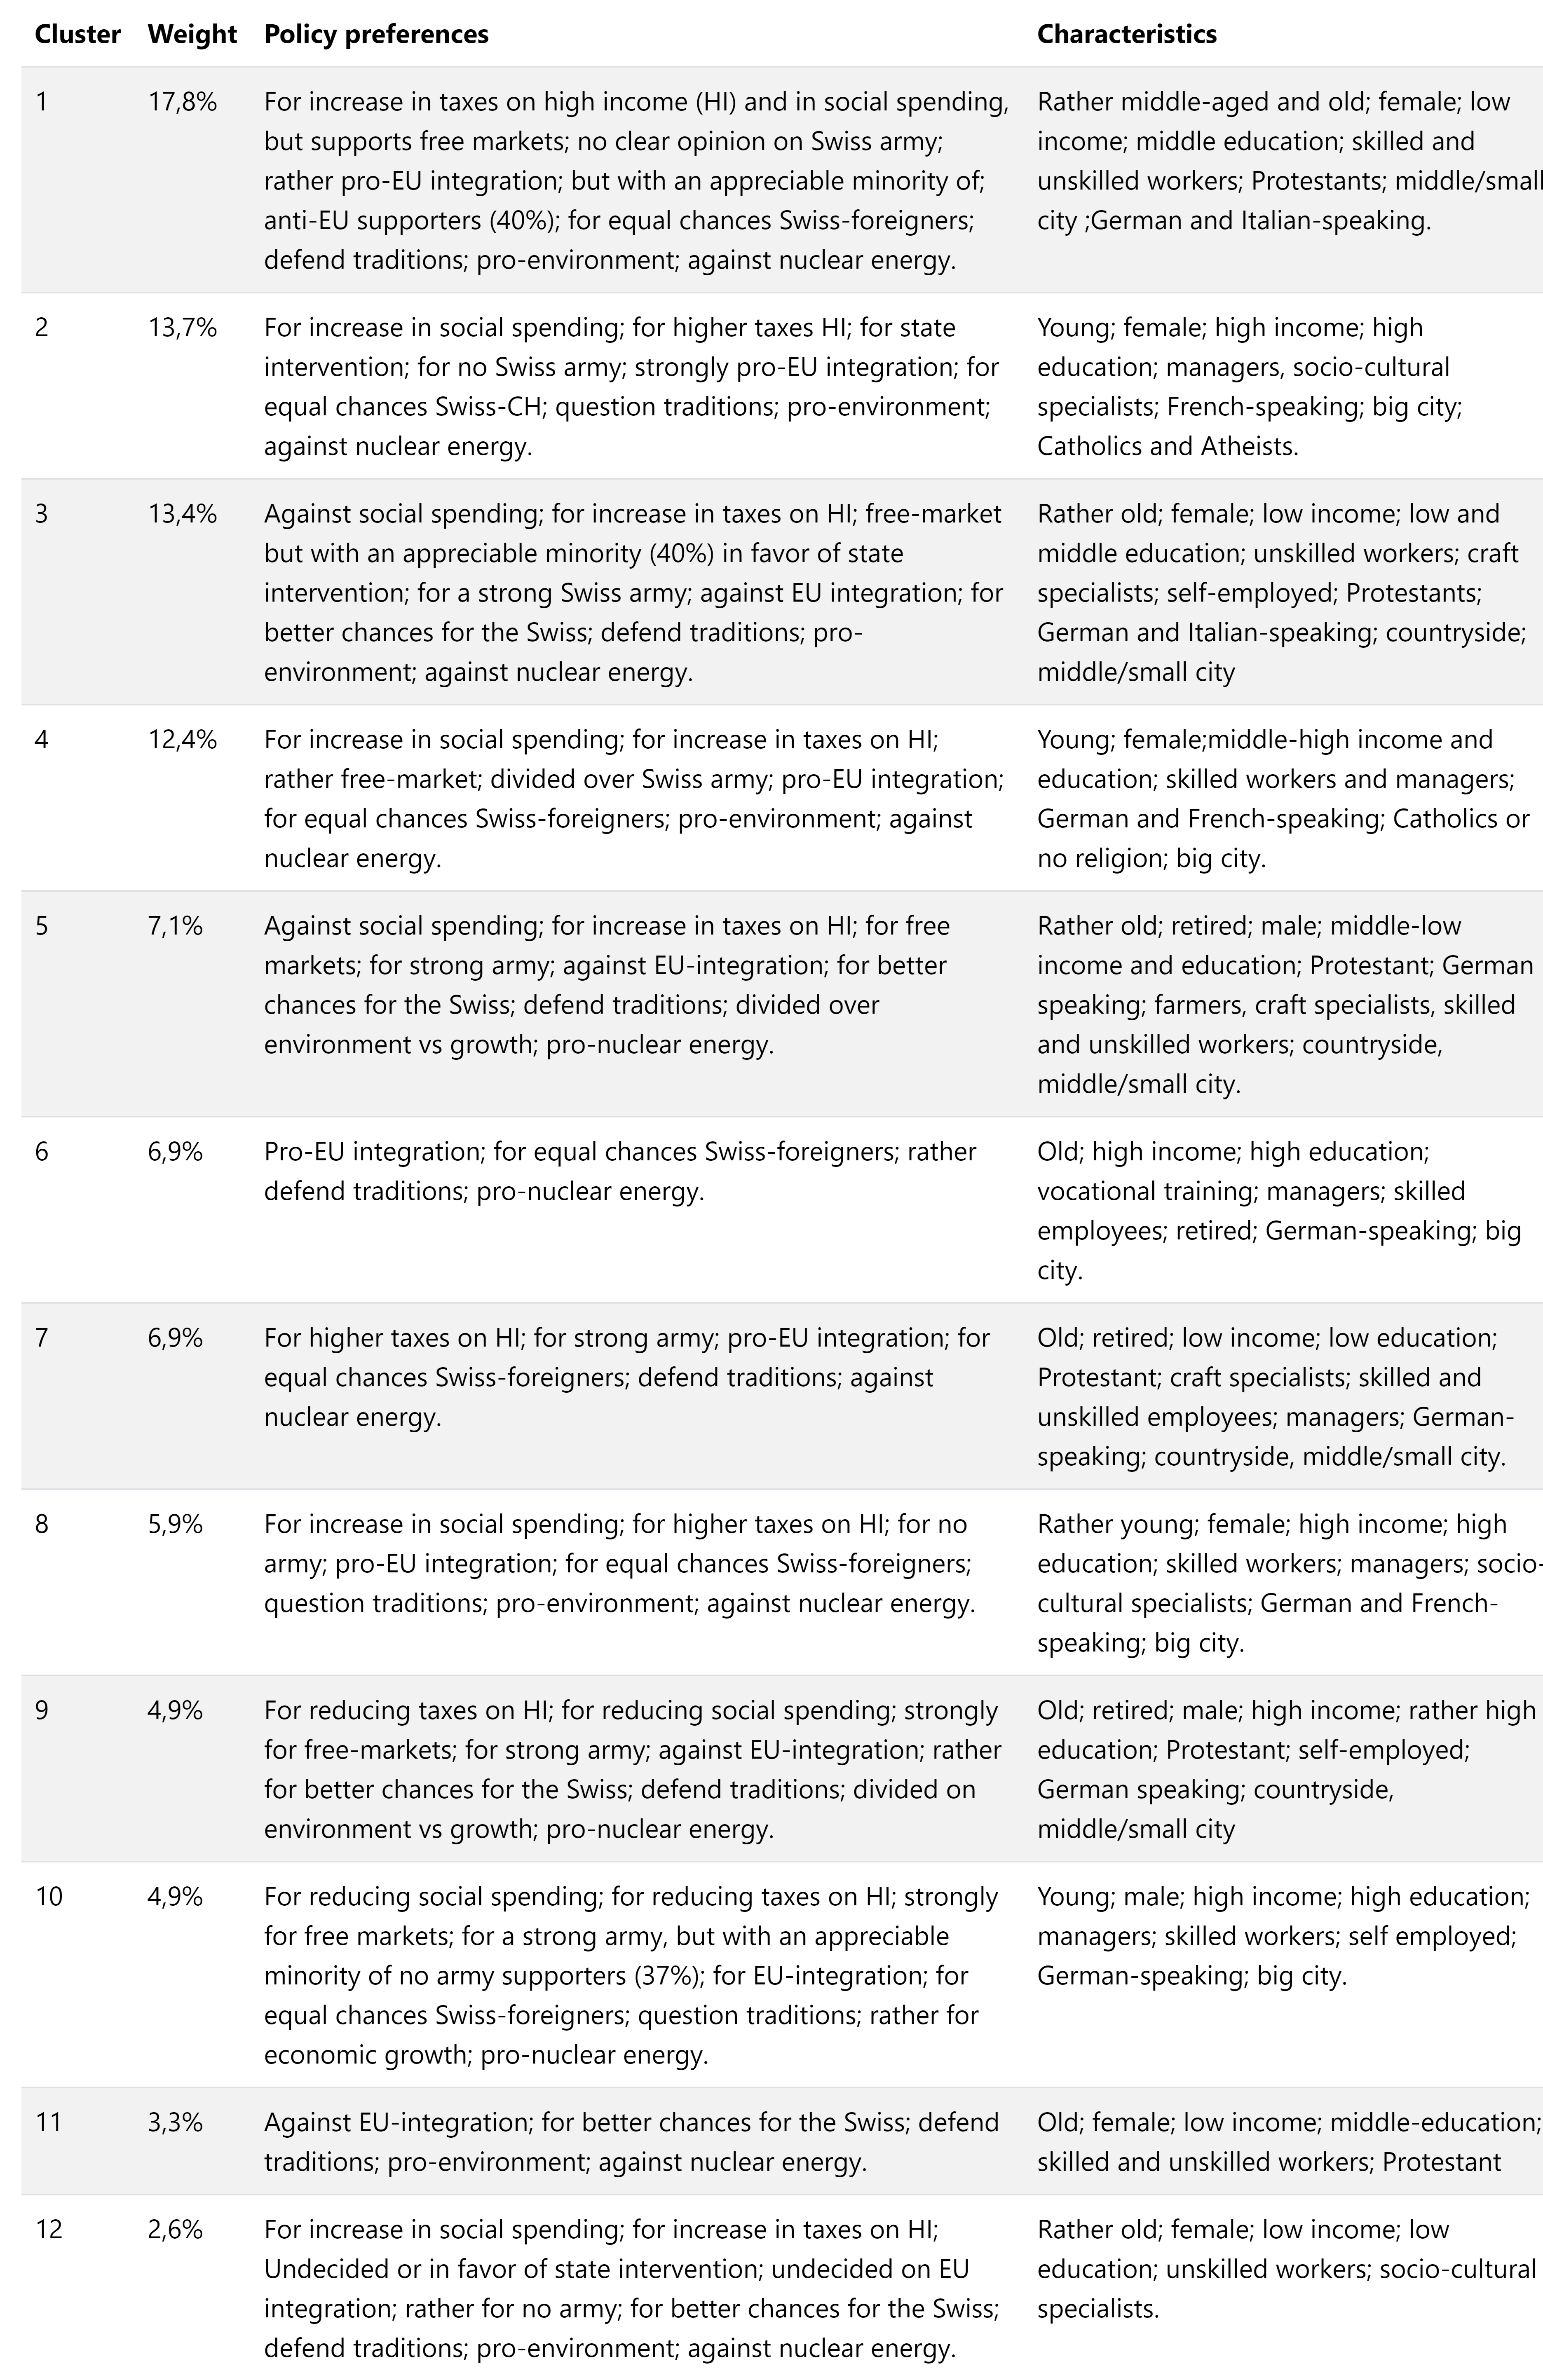 Cluster Weight Policy preferences Characteristics
1 17,8% For increase in taxes on high income (HI) and in social spending, Rather middle-aged and old; female; low
but supports free markets; no clear opinion on Swiss army; income; middle education; skilled and
rather pro-EU integration; but with an appreciable minority of; unskilled workers; Protestants; middle/small
anti-EU supporters (40%); for equal chances Swiss-foreigners; city ;German and Italian-speaking.
defend traditions; pro-environment; against nuclear energy.
2 13,7% For increase in social spending; for higher taxes HI; for state Young; female; high income; high
intervention; for no Swiss army; strongly pro-EU integration; for education; managers, socio-cultural
equal chances Swiss-CH; question traditions; pro-environment; specialists; French-speaking; big city;
against nuclear energy. Catholics and Atheists.
3 13,4% Against social spending; for increase in taxes on HI; free-market Rather old; female; low income; low and
but with an appreciable minority (40%) in favor of state middle education; unskilled workers; craft
intervention; for a strong Swiss army; against EU integration; for specialists; self-employed; Protestants;
better chances for the Swiss; defend traditions; pro- German and Italian-speaking; countryside;
environment; against nuclear energy. middle/small city
4 12,4% For increase in social spending; for increase in taxes on HI; Young; female;middle-high income and
rather free-market; divided over Swiss army; pro-EU integration; education; skilled workers and managers;
for equal chances Swiss-foreigners; pro-environment; against German and French-speaking; Catholics or
nuclear energy. no religion; big city.
5 7,1% Against social spending; for increase in taxes on HI; for free Rather old; retired; male; middle-low
markets; for strong army; against EU-integration; for better income and education; Protestant; German
chances for the Swiss; defend traditions; divided over speaking; farmers, craft specialists, skilled
environment vs growth; pro-nuclear energy. and unskilled workers; countryside,
middle/small city.
6 6,9% Pro-EU integration; for equal chances Swiss-foreigners; rather Old; high income; high education;
defend traditions; pro-nuclear energy. vocational training; managers; skilled
employees; retired; German-speaking; big
city.
7 6,9% For higher taxes on HI; for strong army; pro-EU integration; for Old; retired; low income; low education;
equal chances Swiss-foreigners; defend traditions; against Protestant; craft specialists; skilled and
nuclear energy. unskilled employees; managers; German-
speaking; countryside, middle/small city.
8 5,9% For increase in social spending; for higher taxes on HI; for no Rather young; female; high income; high
army; pro-EU integration; for equal chances Swiss-foreigners; education; skilled workers; managers; socio-
question traditions; pro-environment; against nuclear energy. cultural specialists; German and French-
speaking; big city.
9 4,9% For reducing taxes on HI; for reducing social spending; strongly Old; retired; male; high income; rather high
for free-markets; for strong army; against EU-integration; rather education; Protestant; self-employed;
for better chances for the Swiss; defend traditions; divided on German speaking; countryside,
environment vs growth; pro-nuclear energy. middle/small city
10 4,9% For reducing social spending; for reducing taxes on HI; strongly Young; male; high income; high education;
for free markets; for a strong army, but with an appreciable managers; skilled workers; self employed;
minority of no army supporters (37%); for EU-integration; for German-speaking; big city.
equal chances Swiss-foreigners; question traditions; rather for
economic growth; pro-nuclear energy.
11 3,3% Against EU-integration; for better chances for the Swiss; defend Old; female; low income; middle-education;
traditions; pro-environment; against nuclear energy. skilled and unskilled workers; Protestant
12 2,6% For increase in social spending; for increase in taxes on HI; Rather old; female; low income; low
Undecided or in favor of state intervention; undecided on EU education; unskilled workers; socio-cultural
integration; rather for no army; for better chances for the Swiss; specialists.
defend traditions; pro-environment; against nuclear energy.